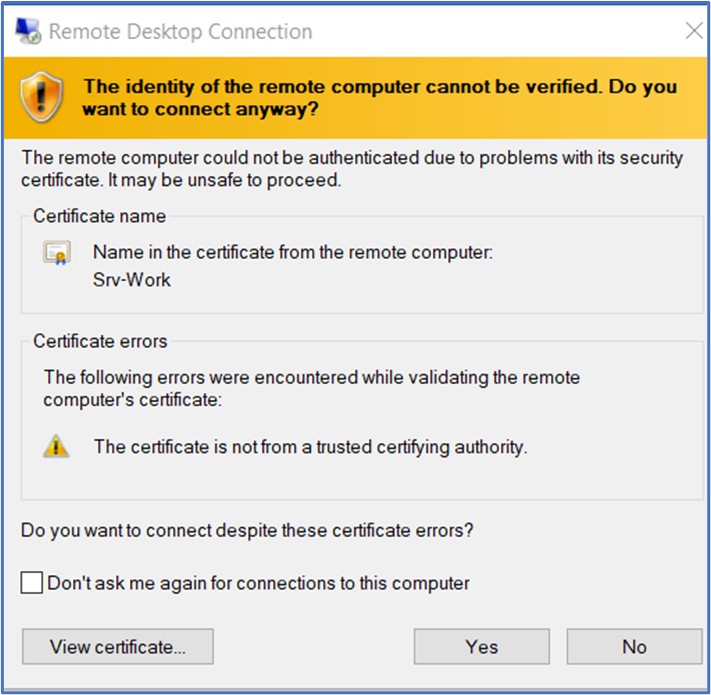 Remote Desktop Connection
The identity of the remote computer cannot be verified. Do you
want to connect anyway?
The remote computer could not be authenticated due to problems with its security
certificate. It may be unsafe to proceed.
Certificate name
Name in the certificate from the remote computer:
Srv-Work
Certificate errors
The following errors were encountered while validating the remote
computer's certificate:
The certificate is not from a trusted certifying authority.
Do you want to connect despite these certificate errors?
Don't ask me again for connections to this computer
View certificate...
Yes
No